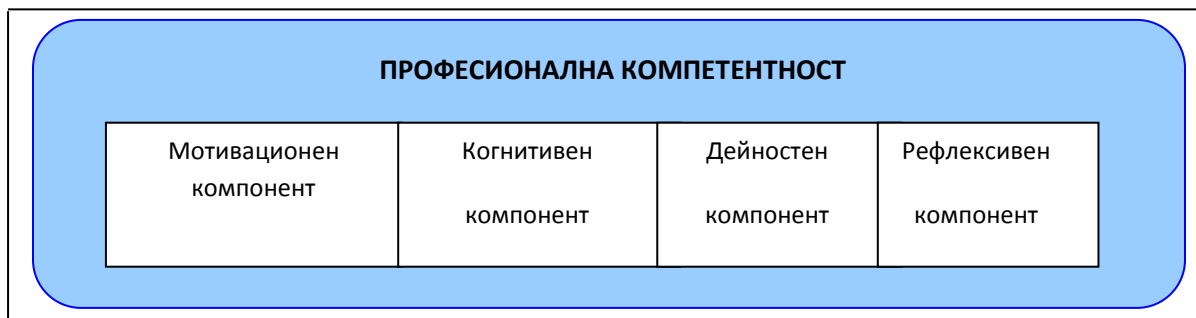 ПРОФЕСИОНАЛНА КОМПЕТЕНТНОСТ
Мотивационен
компонент
Когнитивен
компонент
Дейностен
компонент
Рефлексивен
компонент